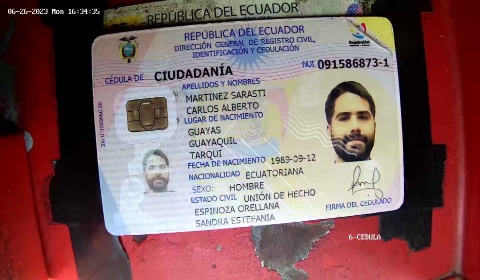 06-26-2023 Mon 16:34:35
REPÚBLICA DEL ECUADOR
REPÚBLICA DEL ECUADOR
DIRECCIÓN GENERAL DE REGISTRO CIVIL,
IDENTIFICACIÓN Y CEDULACIÓN
CÉDULA DE CIUDADANÍA NUI 091586873-1
APELLIDOS Y NOMBRES
MARTINEZ SARASTI
CARLOS ALBERTO
LUGAR DE NACIMIENTO
GUAYAS
GUAYAQUIL
TARQUI
FECHA DE NACIMIENTO 1989-09-12
NACIONALIDAD ECUATORIANA
SEXO: HOMBRE
ESTADO CIVIL UNIÓN DE HECHO
ESPINOZA ORELLANA
SANDRA ESTEFANIA
FIRMA DEL CEDULADO
6-CEDULA